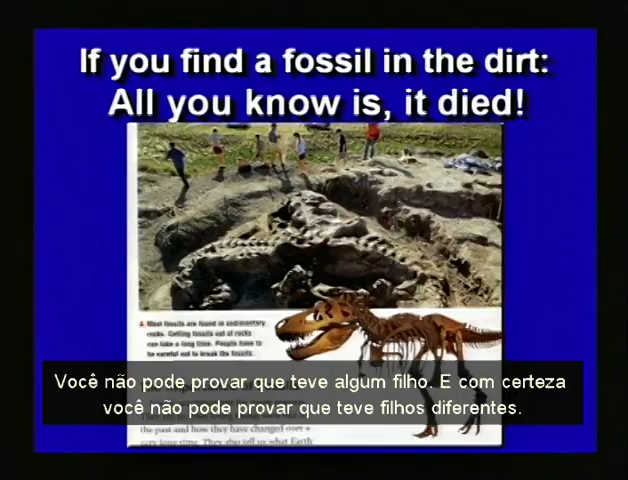 If you find a fossil in the dirt:
All you know is, it died!
Most fossils are found in sedimentary
rocks. Getting fossils out of rocks
can take a long time. People have to
be careful not to break the fossils.
Você não pode provar que teve algum filho. E com certeza
você não pode provar que teve filhos diferentes.
the past and how they have changed over a
very long time. They also tell us what Earth